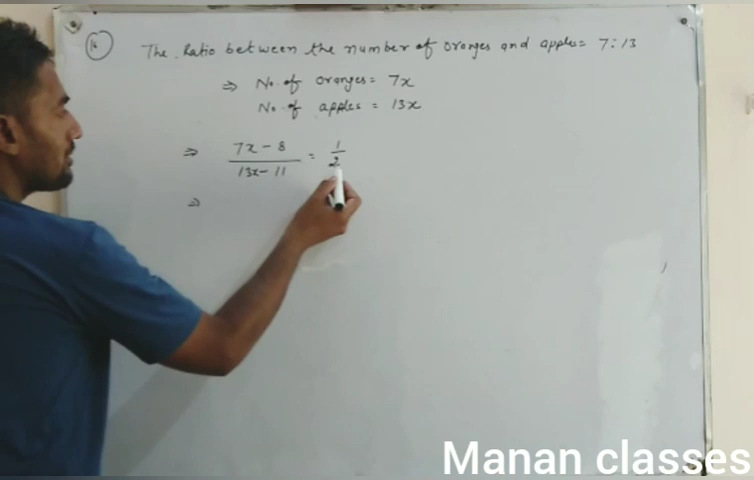 The Ratio between the number of oranges and apples = 7:13
⇒ No. of oranges = 7x
No. of apples = 13x
⇒ 7x - 8 / 13x - 11 = 1/2
⇒
Manan classes